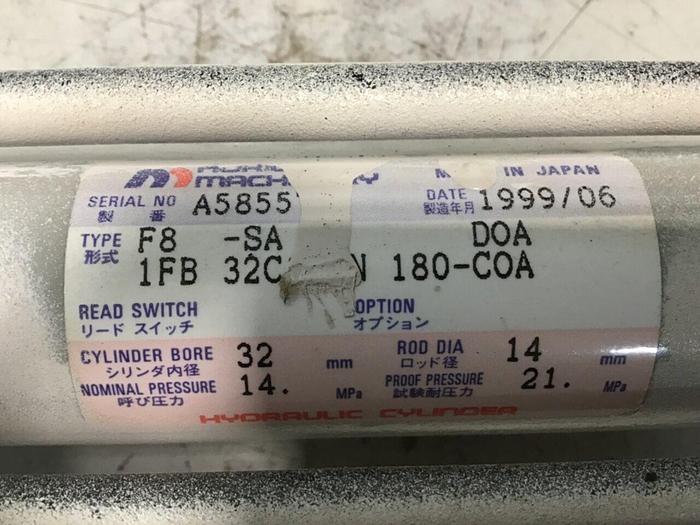 MACH Y M IN JAPAN
SERIAL NO A5855 DATE 1999/06
製番 製造年月
TYPE F8 -SA DOA
形式 1FB 32C N 180-COA
READ SWITCH OPTION
リード スイッチ オプション
CYLINDER BORE 32 mm ROD DIA 14 mm
シリンダ内径 ロッド径
NOMINAL PRESSURE 14. MPa PROOF PRESSURE 21. MPa
呼び圧力 試験耐圧力
HYDRAULIC CYLINDER